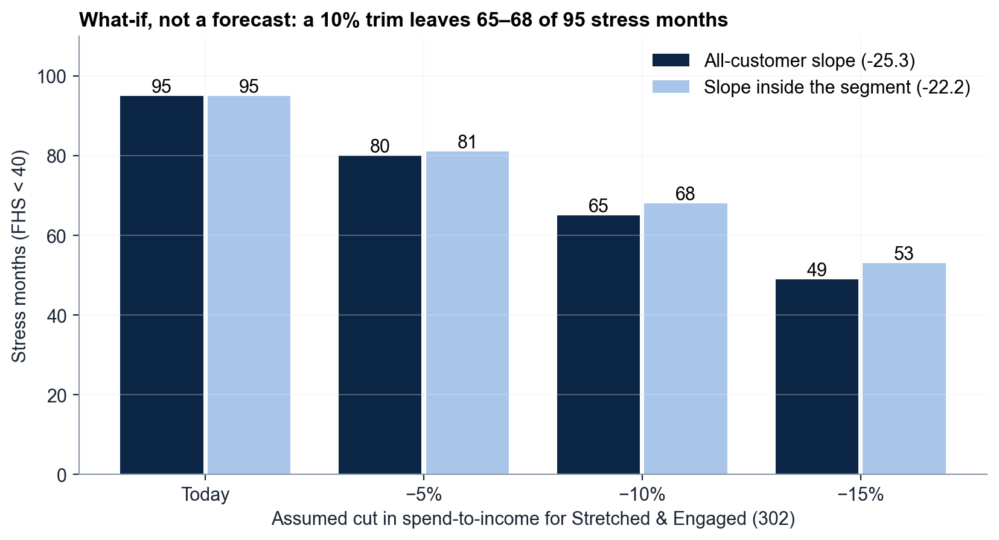 What-if, not a forecast: a 10% trim leaves 65–68 of 95 stress months
All-customer slope (-25.3)
Slope inside the segment (-22.2)
Stress months (FHS < 40)
100
80
60
40
20
0
95
95
80
81
65
68
49
53
Today
−5%
−10%
−15%
Assumed cut in spend-to-income for Stretched & Engaged (302)